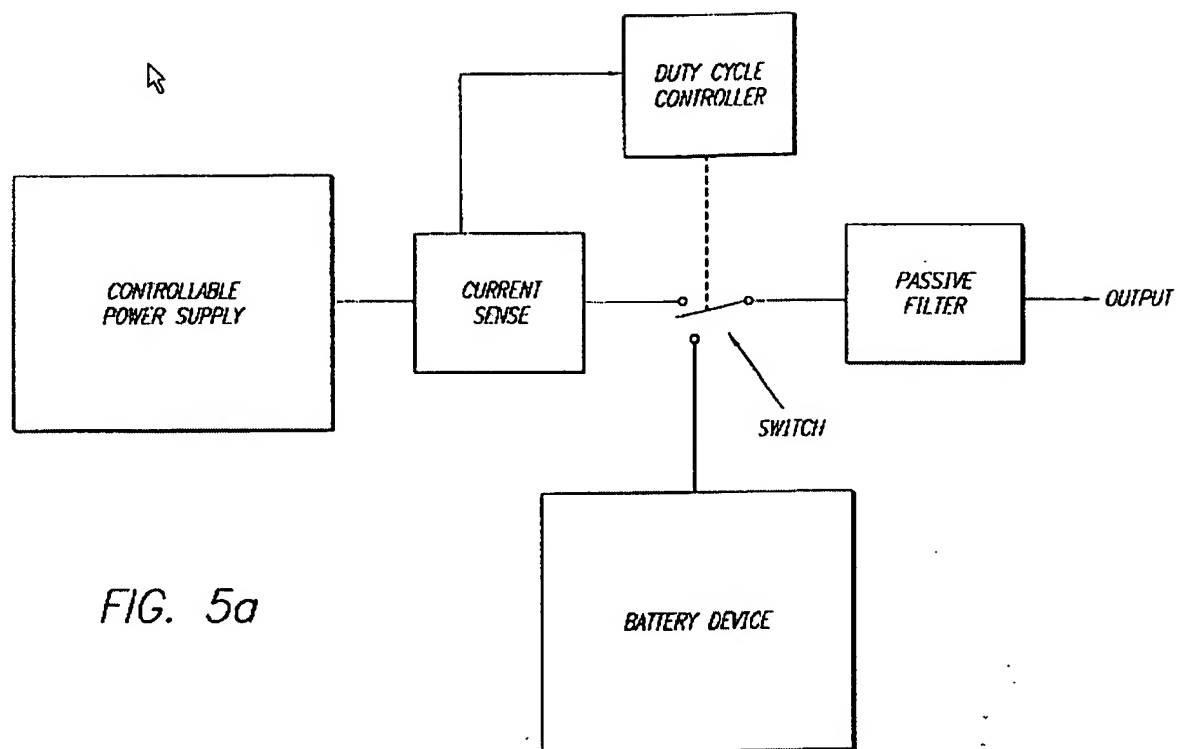 DUTY CYCLE
CONTROLLER
CONTROLLABLE
POWER SUPPLY
CURRENT
SENSE
PASSIVE
FILTER
OUTPUT
SWITCH
BATTERY DEVICE
FIG. 5a